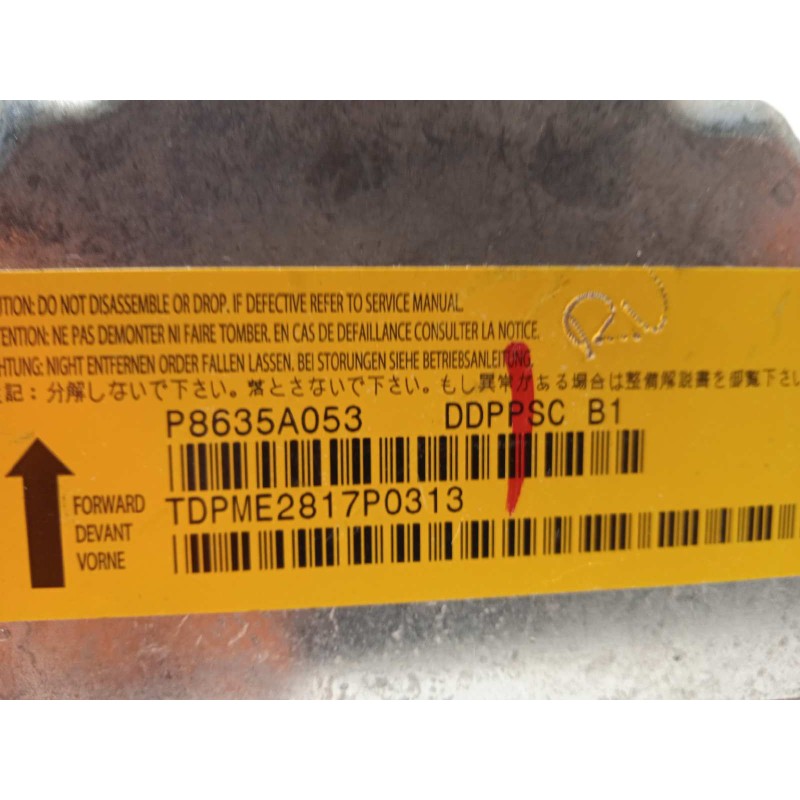 UTION: DO NOT DISASSEMBLE OR DROP. IF DEFECTIVE REFER TO SERVICE MANUAL.
TENTION: NE PAS DEMONTER NI FAIRE TOMBER. EN CAS DE DEFAILLANCE CONSULTER LA NOTICE.
HTUNG: NIGHT ENTFERNEN ORDER FALLEN LASSEN. BEI STORUNGEN SIEHE BETRIEBSANLEITUNG.
記: 分解しないで下さい。落とさないで下さい。もし異常がある場合は整備解説書を御覧下さい
P8635A053 DDPPSC B1
TDPME2817P0313
FORWARD
DEVANT
VORNE